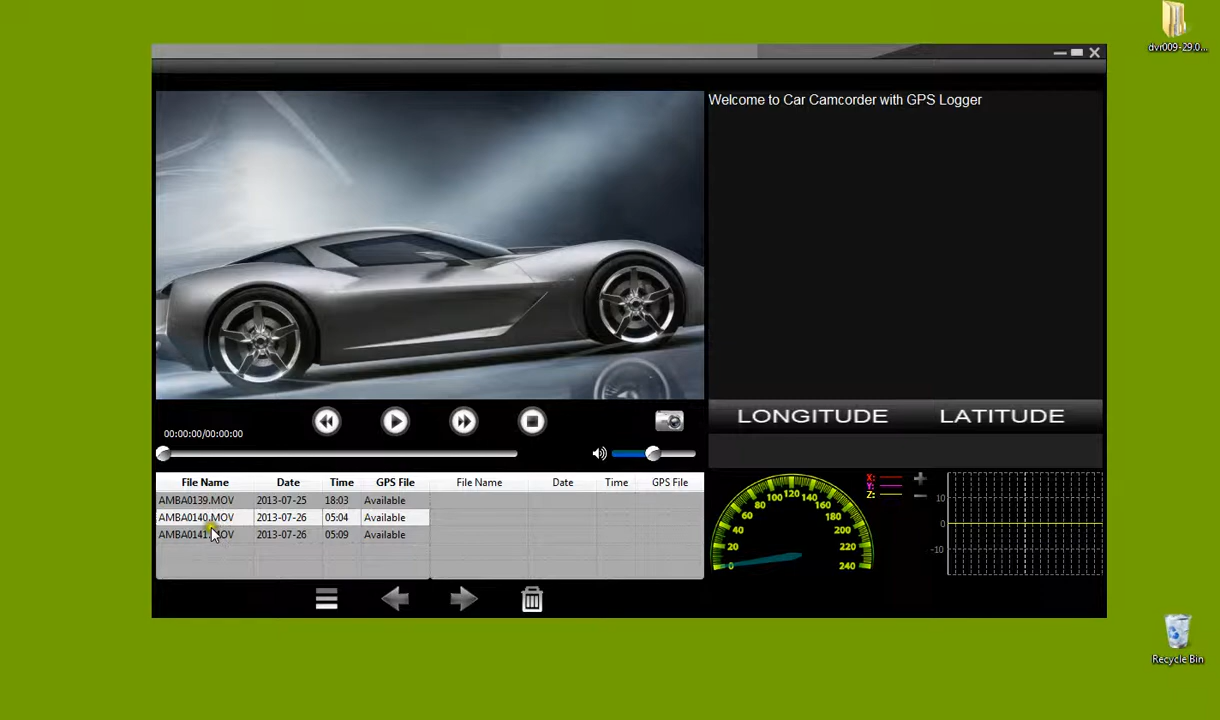 dvr009-29.0...
Welcome to Car Camcorder with GPS Logger
00:00:00/00:00:00
LONGITUDE LATITUDE
File Name Date Time GPS File File Name Date Time GPS File
AMBA0139.MOV 2013-07-25 18:03 Available
AMBA0140.MOV 2013-07-26 05:04 Available
AMBA0141.MOV 2013-07-26 05:09 Available
0 20 40 60 80 100 120 140 160 180 200 220 240
X:
Y:
Z:
10
0
-10
Recycle Bin